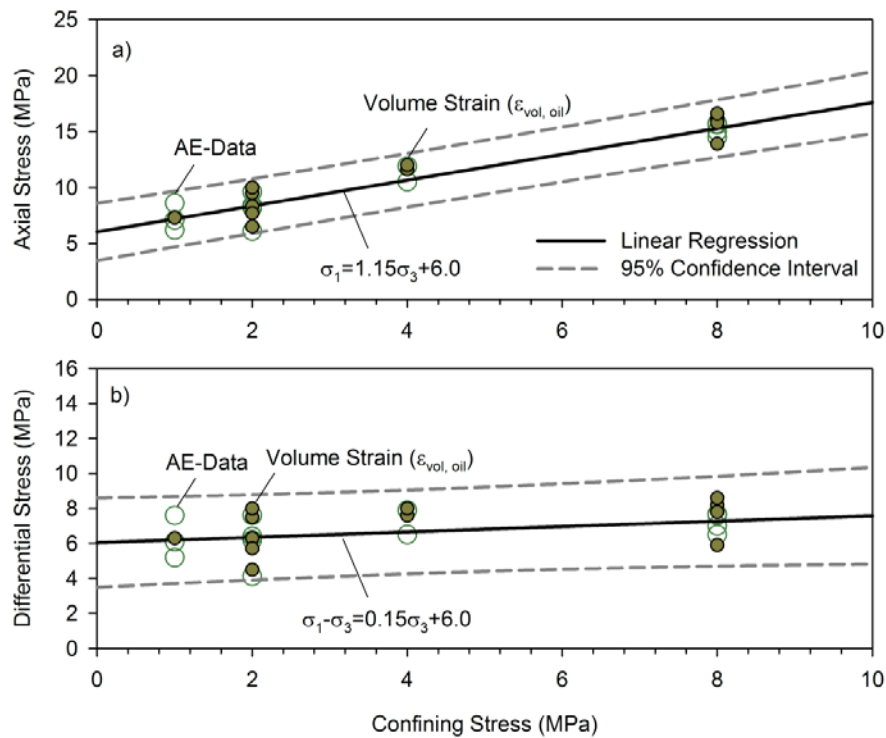 25
a)
20
Volume Strain (εvol, oil)
15
AE-Data
10
Linear Regression
5
σ1=1.15σ3+6.0
95% Confidence Interval
0
0 2 4 6 8 10
Axial Stress (MPa)
16
b)
14
12
AE-Data
Volume Strain (εvol, oil)
10
8
6
4
σ1-σ3=0.15σ3+6.0
2
0
0 2 4 6 8 10
Differential Stress (MPa)
Confining Stress (MPa)